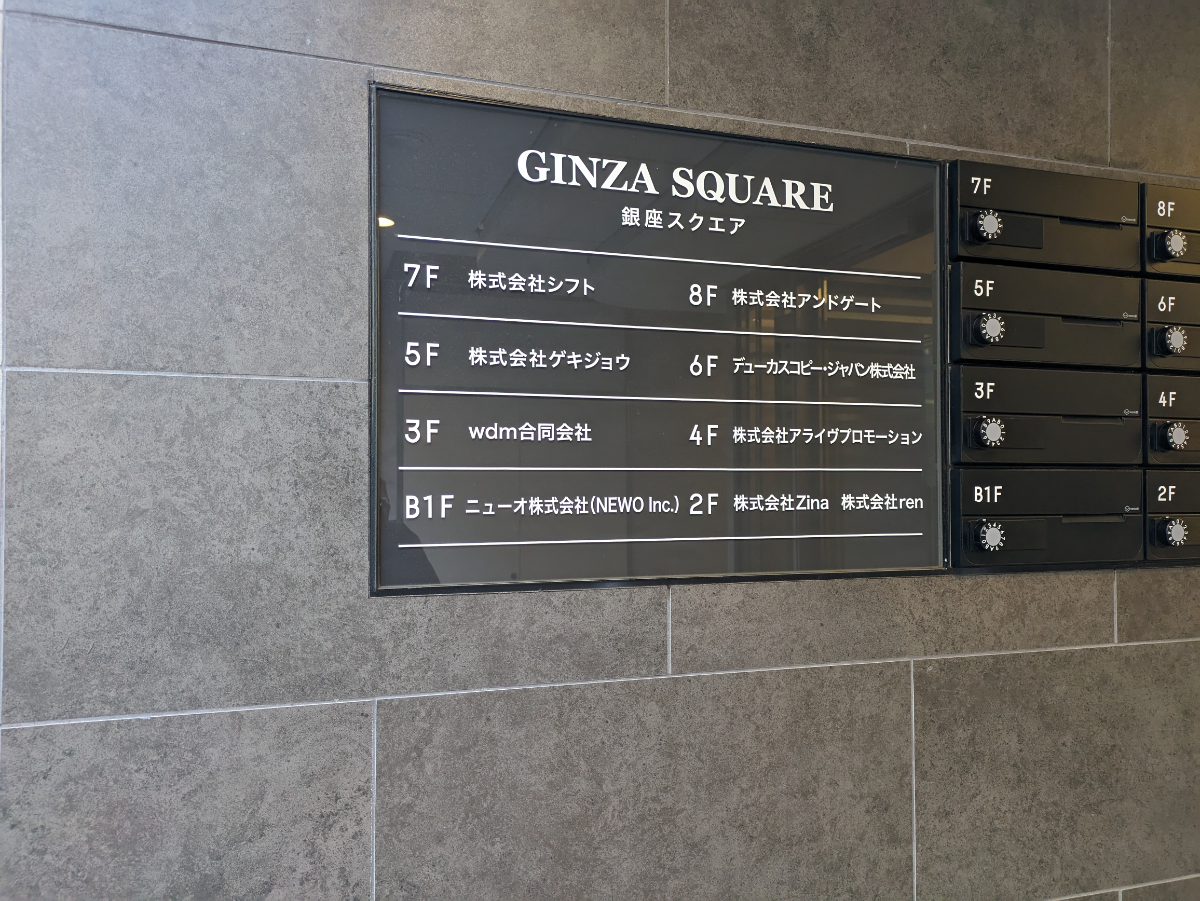 GINZA SQUARE
銀座スクエア
7F 株式会社シフト 8F 株式会社アンドゲート
5F 株式会社ゲキジョウ 6F デューカスコピー・ジャパン株式会社
3F wdm合同会社 4F 株式会社アライヴプロモーション
B1F ニューオ株式会社(NEWO Inc.) 2F 株式会社Zina 株式会社ren
7F 8F
5F 6F
3F 4F
B1F 2F